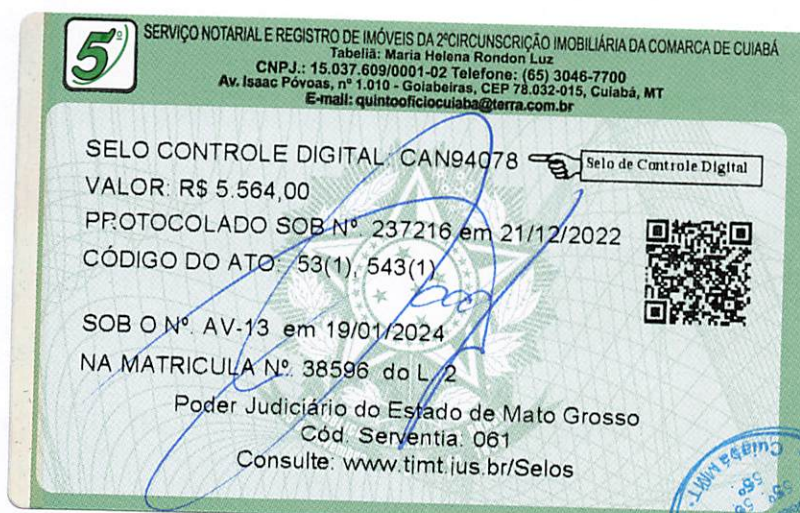 5º
SERVIÇO NOTARIAL E REGISTRO DE IMÓVEIS DA 2ºCIRCUNSCRIÇÃO IMOBILIÁRIA DA COMARCA DE CUIABÁ
Tabeliã: Maria Helena Rondon Luz
CNPJ.: 15.037.609/0001-02 Telefone: (65) 3046-7700
Av. Isaac Póvoas, nº 1.010 - Goiabeiras, CEP 78.032-015, Cuiabá, MT
E-mail: quintooficiocuiaba@terra.com.br
SELO CONTROLE DIGITAL: CAN94078
Selo de Controle Digital
VALOR: R$ 5.564,00
PROTOCOLADO SOB Nº. 237216 em 21/12/2022
CÓDIGO DO ATO: 53(1), 543(1)
SOB O Nº. AV-13 em 19/01/2024
NA MATRICULA Nº. 38596 do L. 2
Poder Judiciário do Estado de Mato Grosso
Cód. Serventia: 061
Consulte: www.tjmt.jus.br/Selos
Cuiabá MT